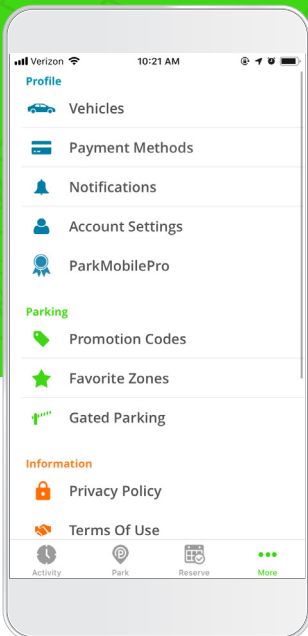 Verizon 10:21 AM
Profile
Vehicles
Payment Methods
Notifications
Account Settings
ParkMobilePro
Parking
Promotion Codes
Favorite Zones
Gated Parking
Information
Privacy Policy
Terms Of Use
Activity Park Reserve More